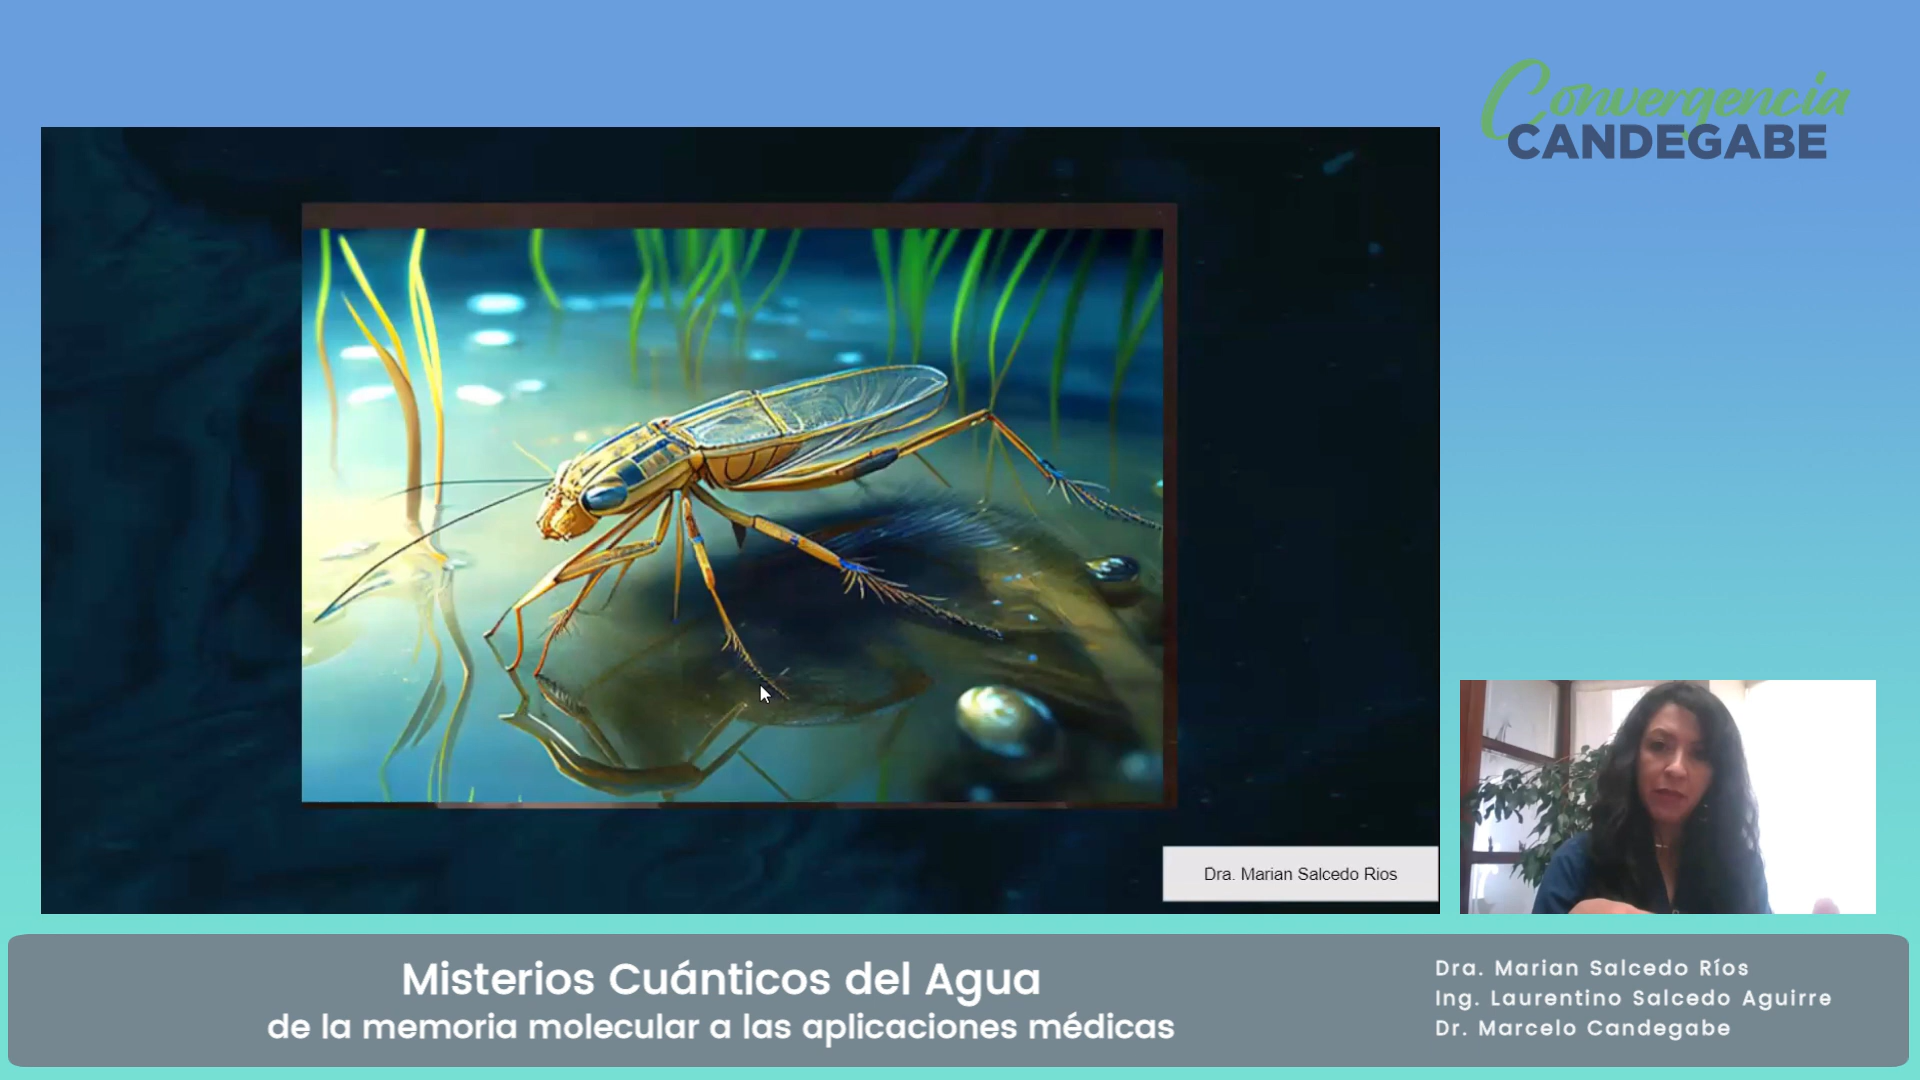 Convergencia
CANDEGABE
Dra. Marian Salcedo Rios
Misterios Cuánticos del Agua
de la memoria molecular a las aplicaciones médicas
Dra. Marian Salcedo Ríos
Ing. Laurentino Salcedo Aguirre
Dr. Marcelo Candegabe